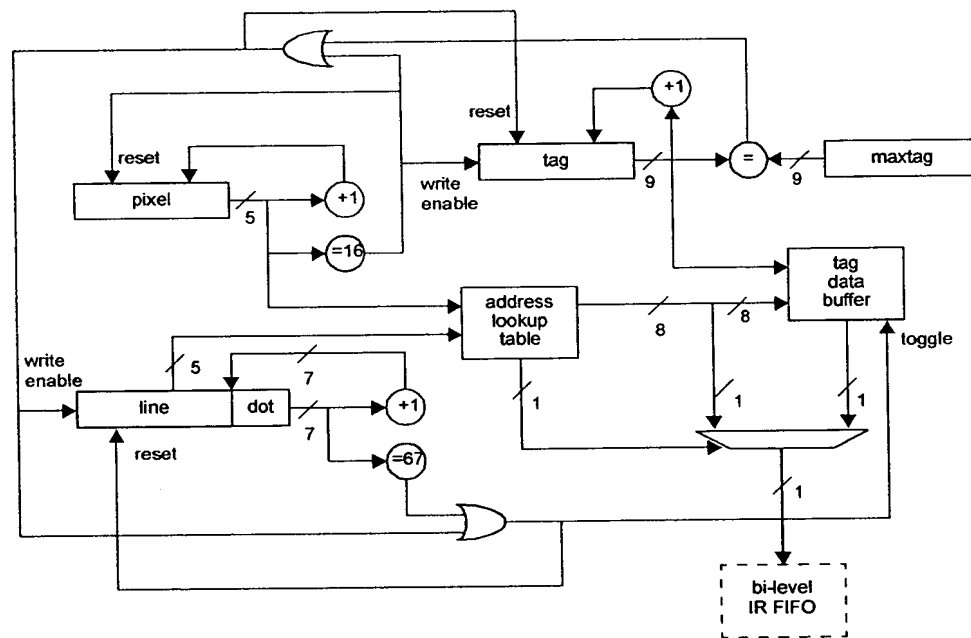 +1
reset
reset
tag
=
maxtag
9
9
write
enable
pixel
5
+1
=16
tag
data
buffer
address
lookup
table
8
8
toggle
write
enable
5
7
line
dot
7
+1
1
1
1
reset
=67
1
bi-level
IR FIFO